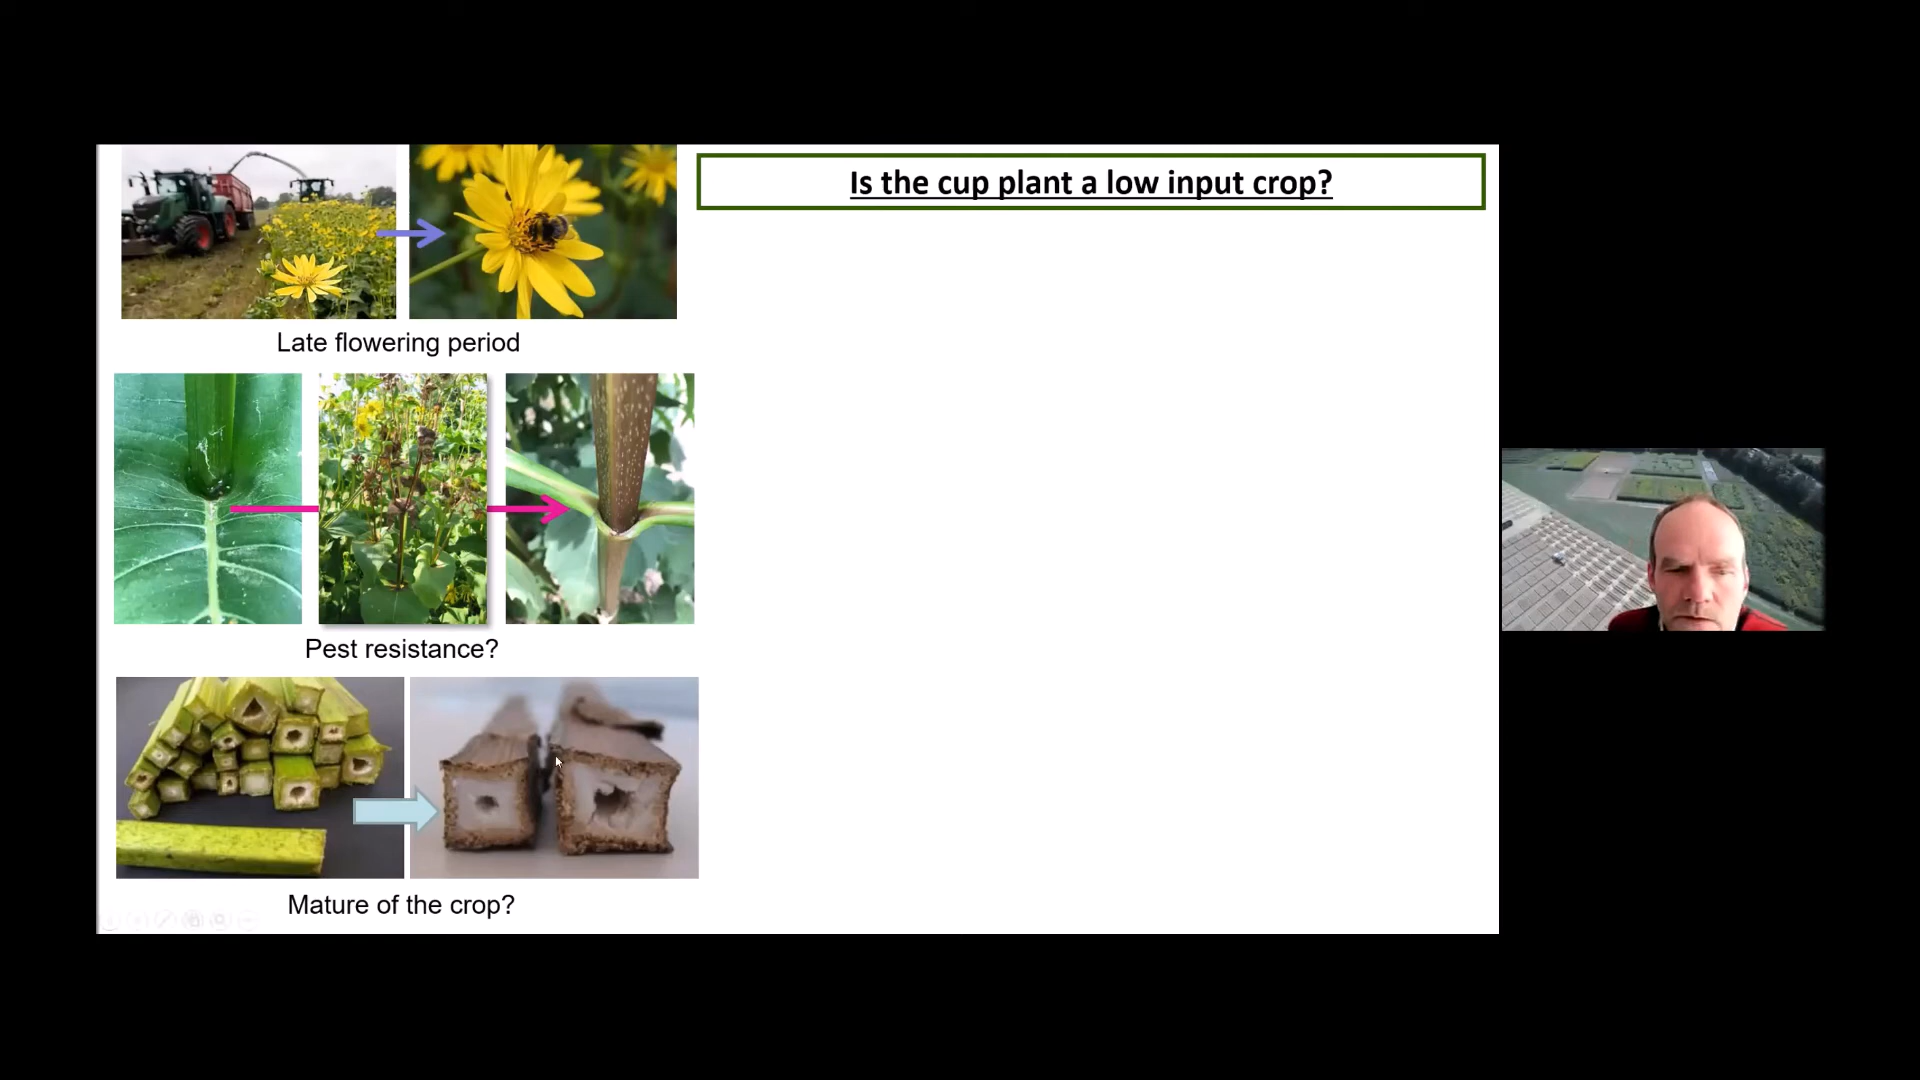 Is the cup plant a low input crop?
Late flowering period
Pest resistance?
Mature of the crop?